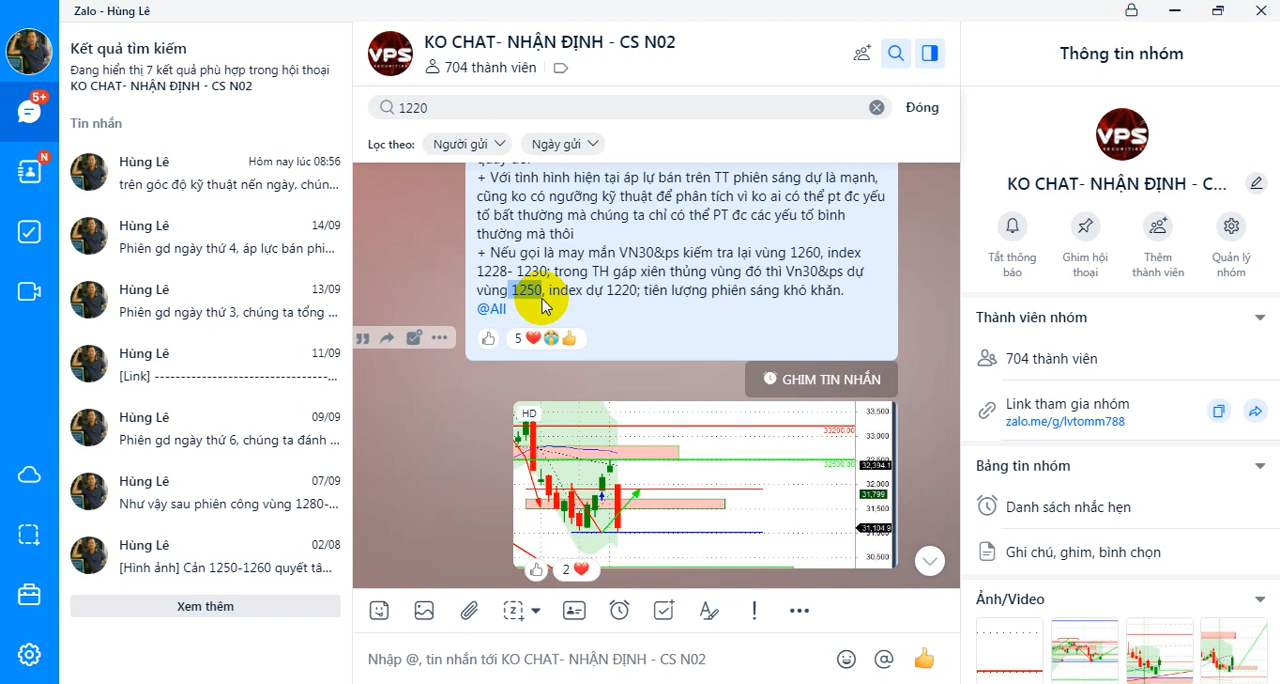 Zalo - Hùng Lê
5+
N
Kết quả tìm kiếm
Đang hiển thị 7 kết quả phù hợp trong hội thoại
KO CHAT- NHẬN ĐỊNH - CS N02
Tin nhắn
Hùng Lê
Hôm nay lúc 08:56
trên góc độ kỹ thuật nến ngày, chún...
Hùng Lê
14/09
Phiên gd ngày thứ 4, áp lực bán phi...
Hùng Lê
13/09
Phiên gd ngày thứ 3, chúng ta tổng ...
Hùng Lê
11/09
[Link] --------------------------------...
Hùng Lê
09/09
Phiên gd ngày thứ 6, chúng ta đánh ...
Hùng Lê
07/09
Như vậy sau phiên công vùng 1280-...
Hùng Lê
02/08
[Hình ảnh] Cản 1250-1260 quyết tâ...
Xem thêm
VPS
SECURITIES
KO CHAT- NHẬN ĐỊNH - CS N02
704 thành viên
1220
Đóng
Lọc theo:
Người gửi
Ngày gửi
+ Với tình hình hiện tại áp lự bán trên TT phiên sáng dự là mạnh,
cũng ko có ngưỡng kỹ thuật để phân tích vì ko ai có thể pt đc yếu
tố bất thường mà chúng ta chỉ có thể PT đc các yếu tố bình
thường mà thôi
+ Nếu gọi là may mắn VN30&ps kiểm tra lại vùng 1260, index
1228- 1230; trong TH gáp xiên thủng vùng đó thì Vn30&ps dự
vùng 1250, index dự 1220; tiên lượng phiên sáng khó khăn.
@All
5
GHIM TIN NHẮN
HD
33200.00
32500.00
33,500
33,000
32,394.1
32,000
31,799
31,500
31,104.9
30,500
2
Nhập @, tin nhắn tới KO CHAT- NHẬN ĐỊNH - CS N02
Thông tin nhóm
VPS
SECURITIES
KO CHAT- NHẬN ĐỊNH - C...
Tắt thông báo
Ghim hội thoại
Thêm thành viên
Quản lý nhóm
Thành viên nhóm
704 thành viên
Link tham gia nhóm
zalo.me/g/lvtomm788
Bảng tin nhóm
Danh sách nhắc hẹn
Ghi chú, ghim, bình chọn
Ảnh/Video